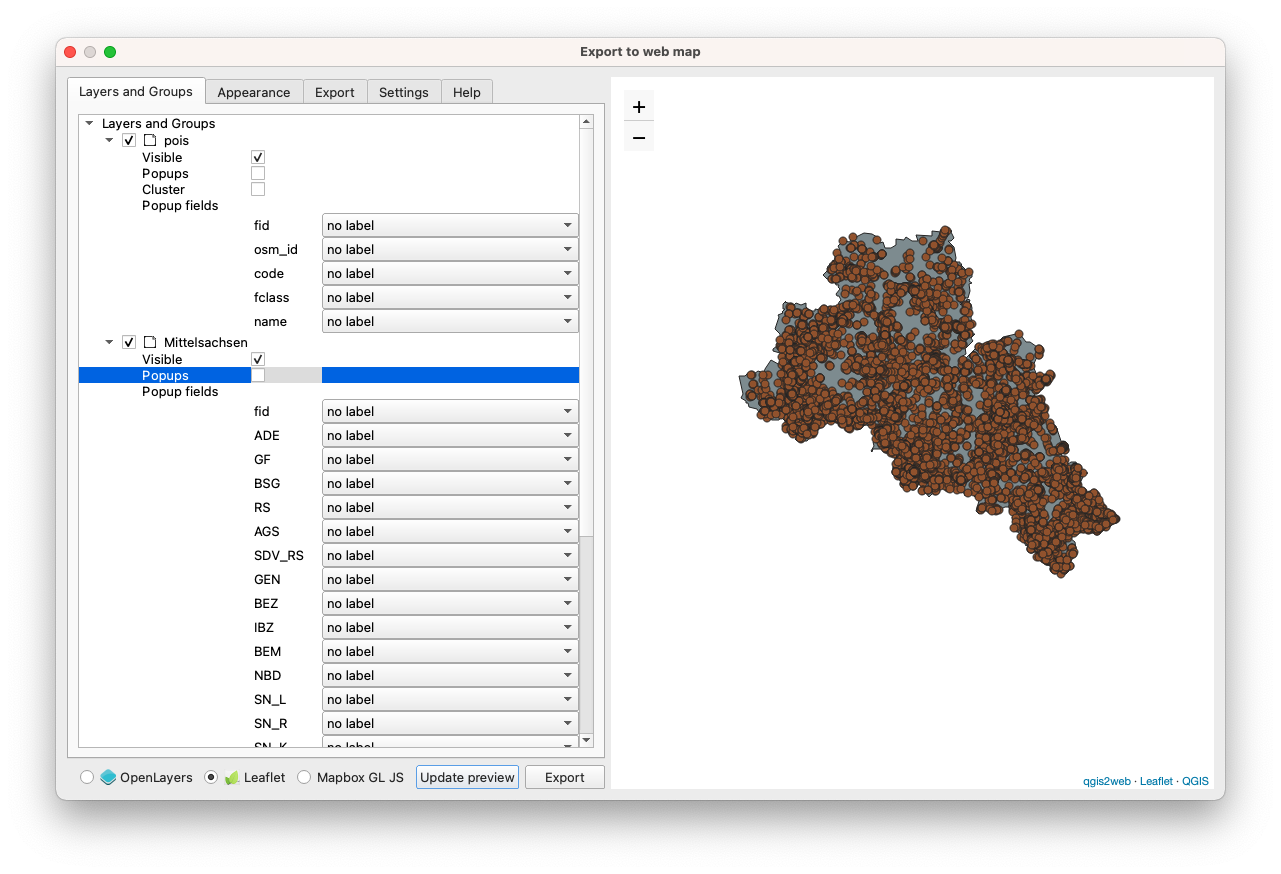 Export to web map
Layers and Groups Appearance Export Settings Help
Layers and Groups
pois
Visible
Popups
Cluster
Popup fields
fid no label
osm_id no label
code no label
fclass no label
name no label
Mittelsachsen
Visible
Popups
Popup fields
fid no label
ADE no label
GF no label
BSG no label
RS no label
AGS no label
SDV_RS no label
GEN no label
BEZ no label
IBZ no label
BEM no label
NBD no label
SN_L no label
SN_R no label
SN_K no label
OpenLayers Leaflet Mapbox GL JS Update preview Export
+
−
qgis2web · Leaflet · QGIS